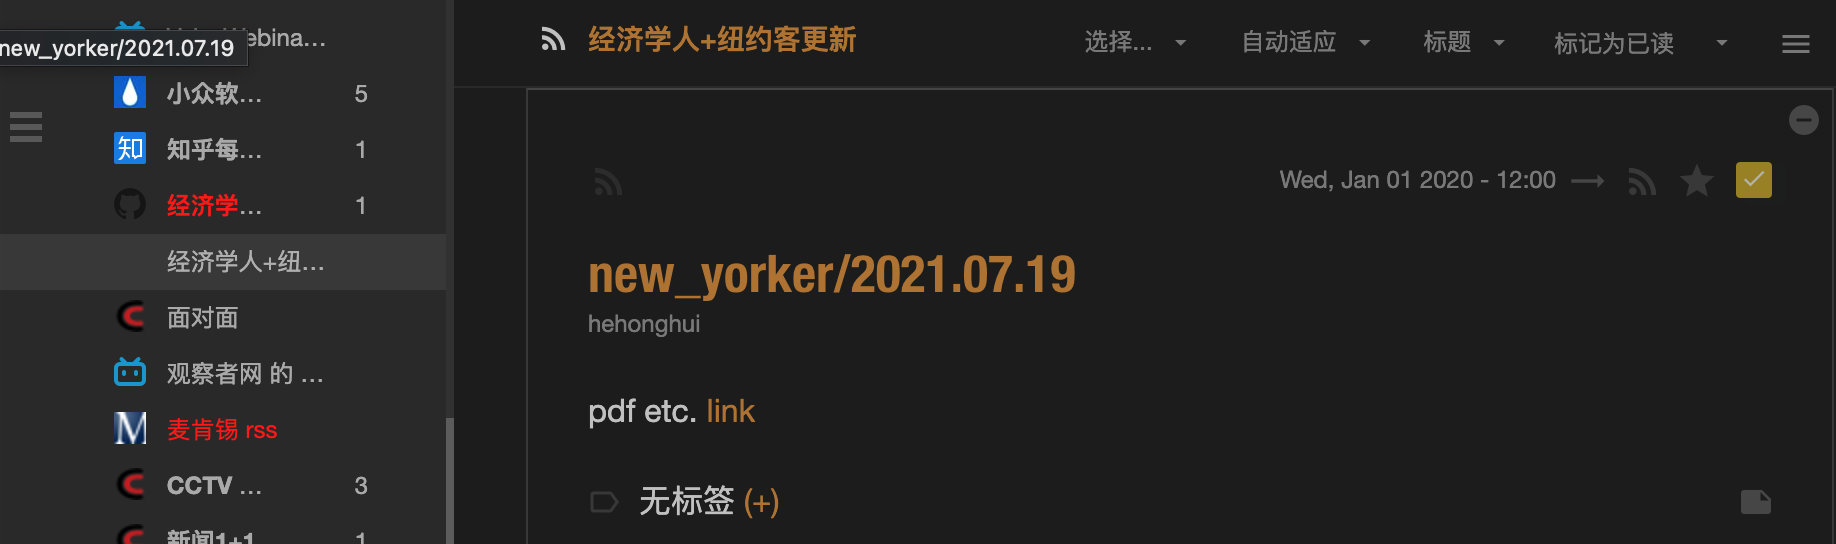 ebina...
new_yorker/2021.07.19
小众软... 5
知乎每... 1
知
经济学... 1
经济学人+纽...
面对面
观察者网 的 ...
麦肯锡 rss
CCTV ... 3
新闻1+1 1
经济学人+纽约客更新
选择... 自动适应 标题 标记为已读
Wed, Jan 01 2020 - 12:00
new_yorker/2021.07.19
hehonghui
pdf etc. link
无标签 (+)